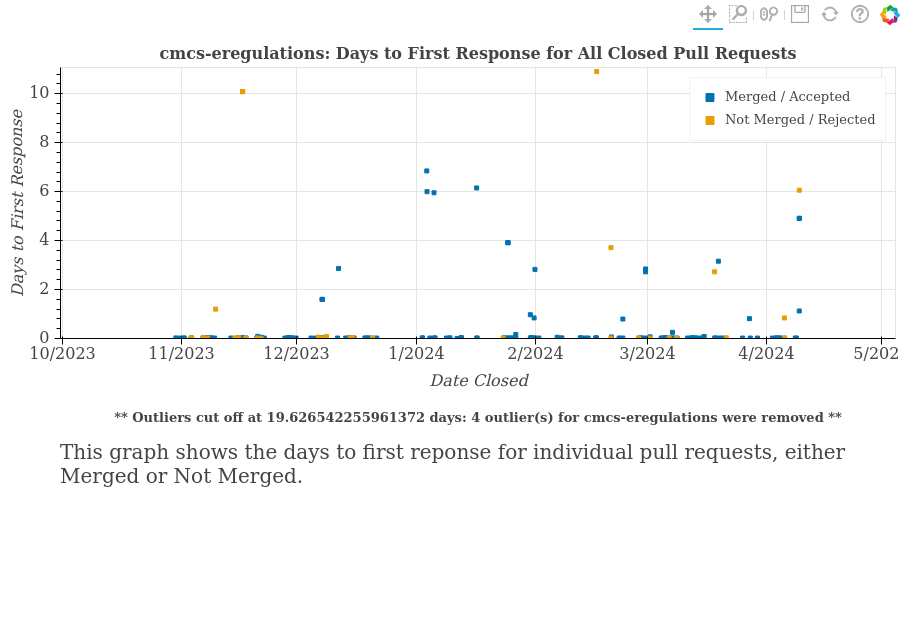 cmcs-eregulations: Days to First Response for All Closed Pull Requests
Merged / Accepted
Not Merged / Rejected
Days to First Response
10
8
6
4
2
0
10/2023 11/2023 12/2023 1/2024 2/2024 3/2024 4/2024 5/202
Date Closed
** Outliers cut off at 19.626542255961372 days: 4 outlier(s) for cmcs-eregulations were removed **
This graph shows the days to first reponse for individual pull requests, either
Merged or Not Merged.